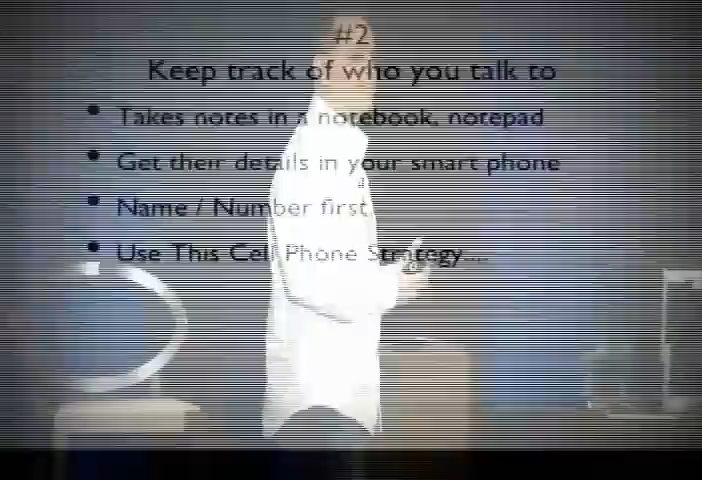 #2
Keep track of who you talk to
• Takes notes in a notebook, notepad
• Get their details in your smart phone
• Name / Number first
• Use This Cell Phone Strategy....